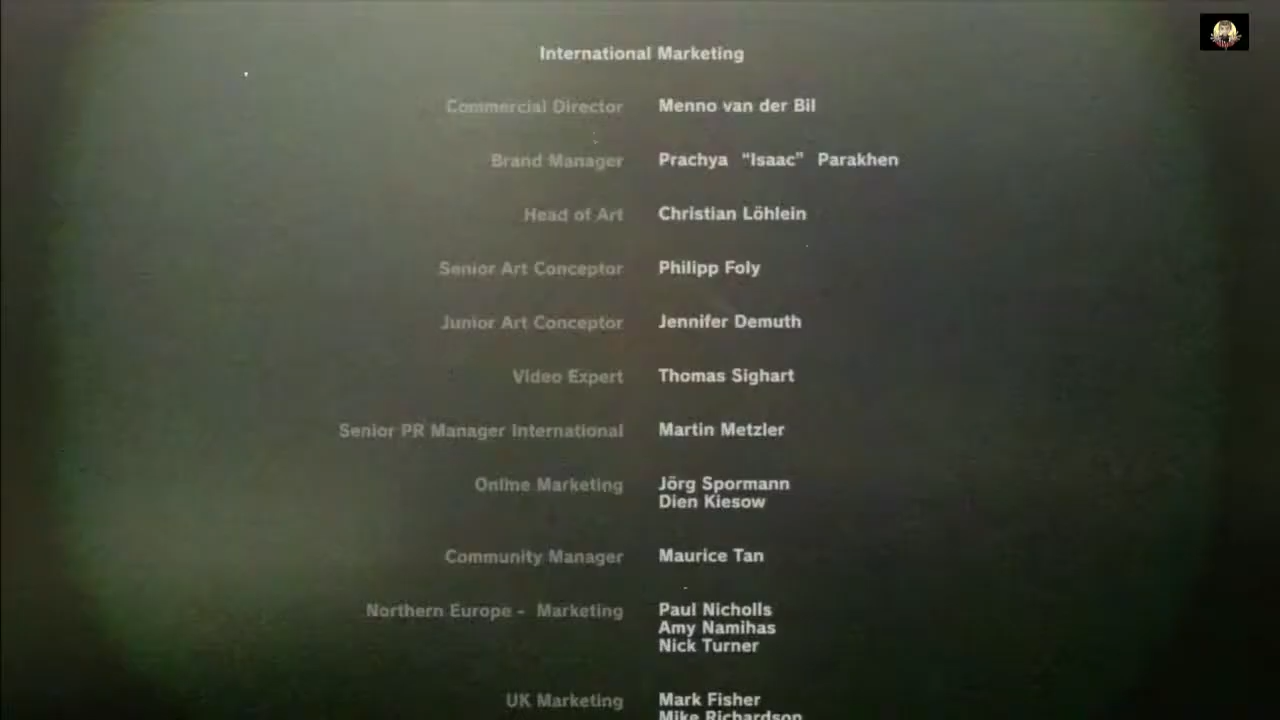 International Marketing
Commercial Director Menno van der Bil
Brand Manager Prachya “Isaac” Parakhen
Head of Art Christian Löhlein
Senior Art Conceptor Philipp Foly
Junior Art Conceptor Jennifer Demuth
Video Expert Thomas Sighart
Senior PR Manager International Martin Metzler
Online Marketing Jörg Spormann
Dien Kiesow
Community Manager Maurice Tan
Northern Europe - Marketing Paul Nicholls
Amy Namihas
Nick Turner
UK Marketing Mark Fisher
Mike Richardson